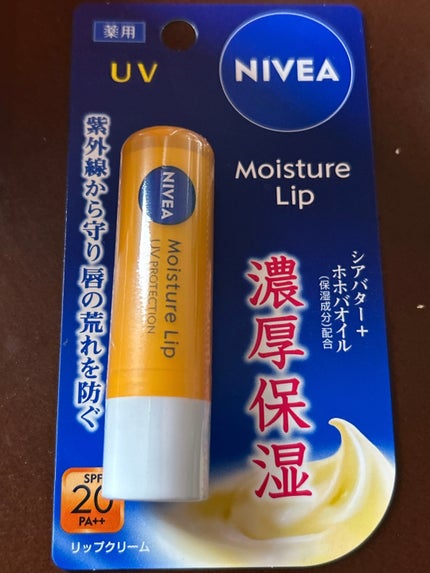 薬用
UV
NIVEA
Moisture
Lip
紫外線から守り 唇の荒れを防ぐ
シアバター+
ホホバオイル
(保湿成分)配合
濃厚保湿
NIVEA
Moisture Lip
UV PROTECTION
SPF
20
PA++
リップクリーム